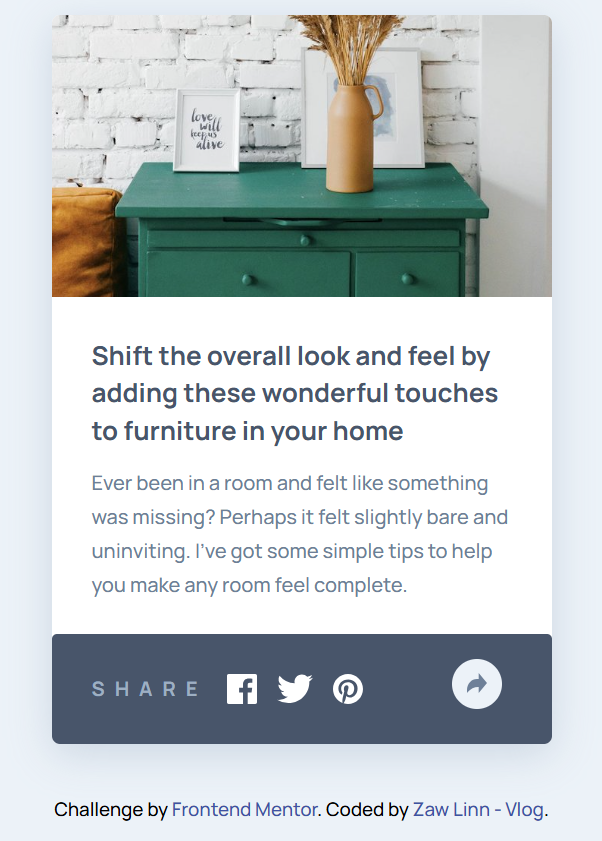 love
will
keep us
alive
Shift the overall look and feel by
adding these wonderful touches
to furniture in your home
Ever been in a room and felt like something
was missing? Perhaps it felt slightly bare and
uninviting. I’ve got some simple tips to help
you make any room feel complete.
SHARE
Challenge by Frontend Mentor. Coded by Zaw Linn - Vlog.